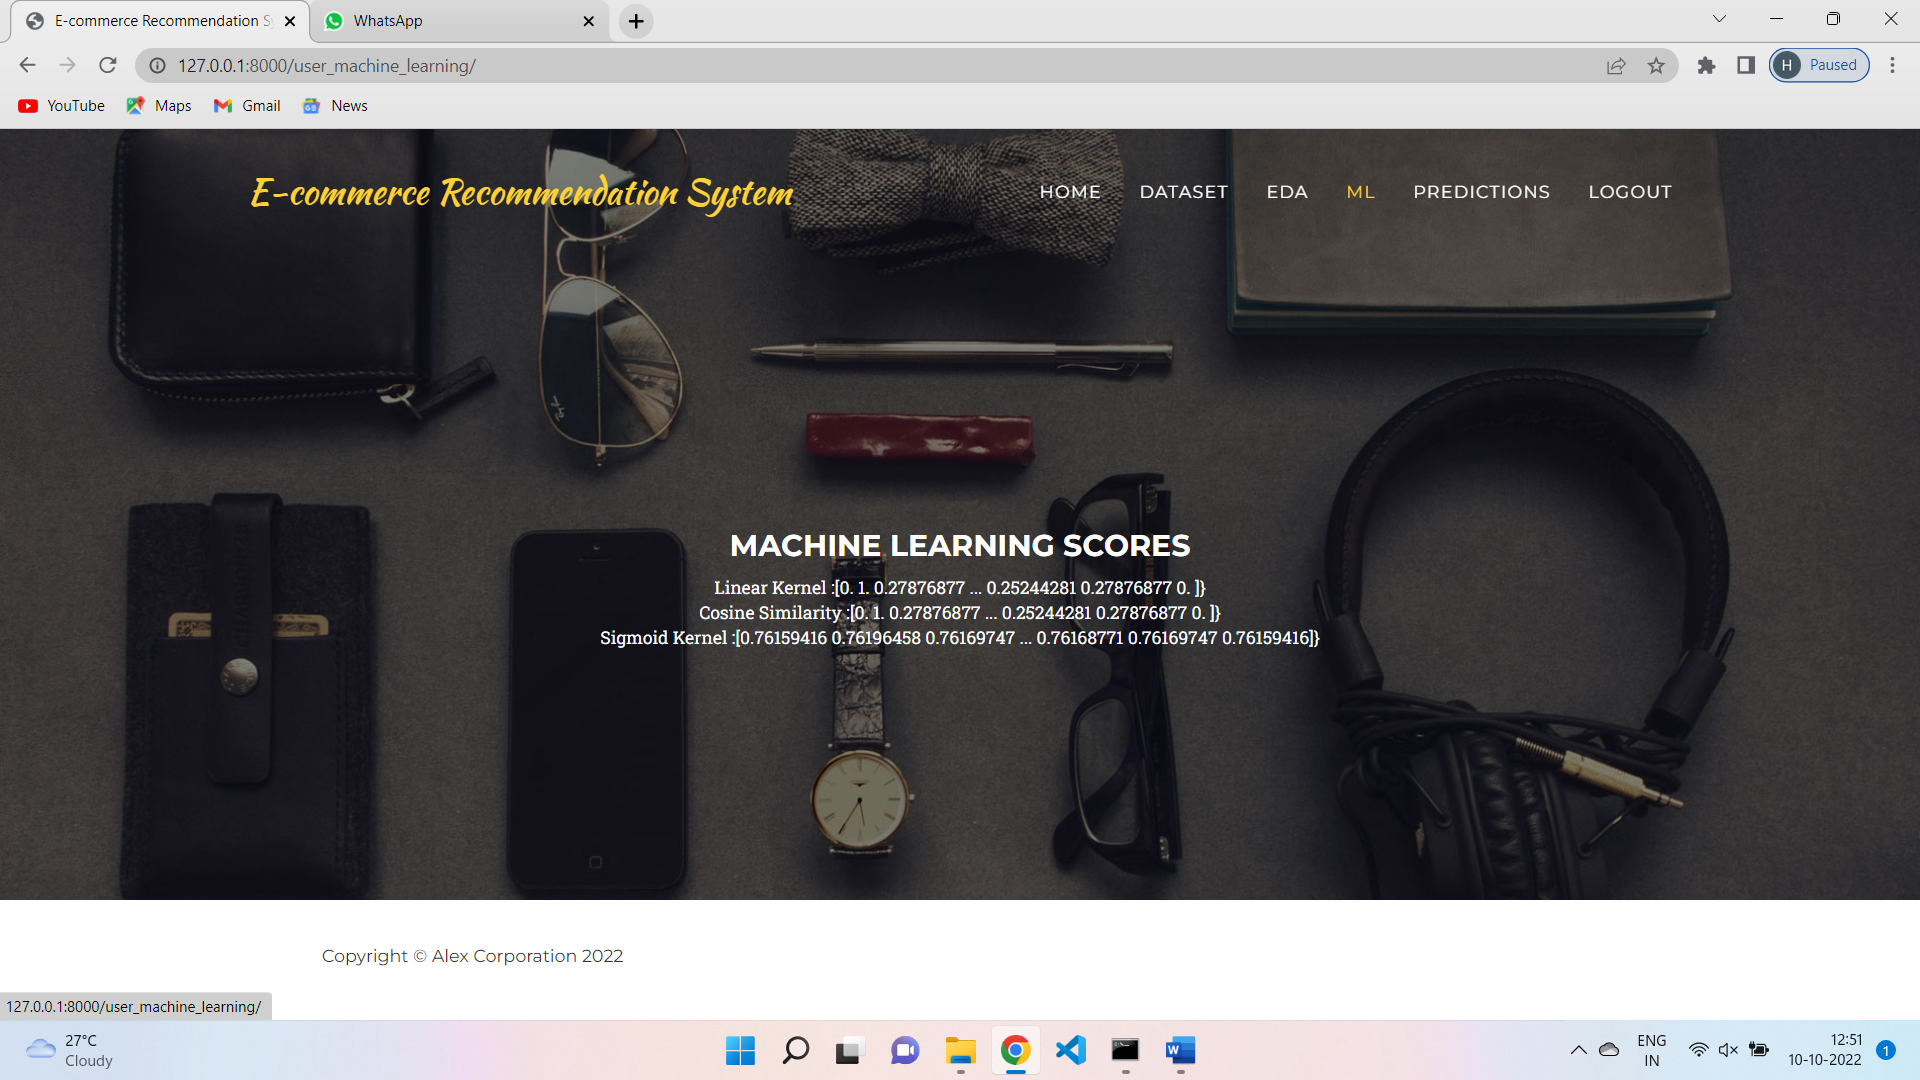 E-commerce Recommendation S
WhatsApp
127.0.0.1:8000/user_machine_learning/
H Paused
YouTube
Maps
Gmail
News
E-commerce Recommendation System
HOME
DATASET
EDA
ML
PREDICTIONS
LOGOUT
MACHINE LEARNING SCORES
Linear Kernel :[0. 1. 0.27876877 ... 0.25244281 0.27876877 0. ]}
Cosine Similarity :[0. 1. 0.27876877 ... 0.25244281 0.27876877 0. ]}
Sigmoid Kernel :[0.76159416 0.76196458 0.76169747 ... 0.76168771 0.76169747 0.76159416]}
Copyright © Alex Corporation 2022
127.0.0.1:8000/user_machine_learning/
27°C
Cloudy
ENG
IN
12:51
10-10-2022
1